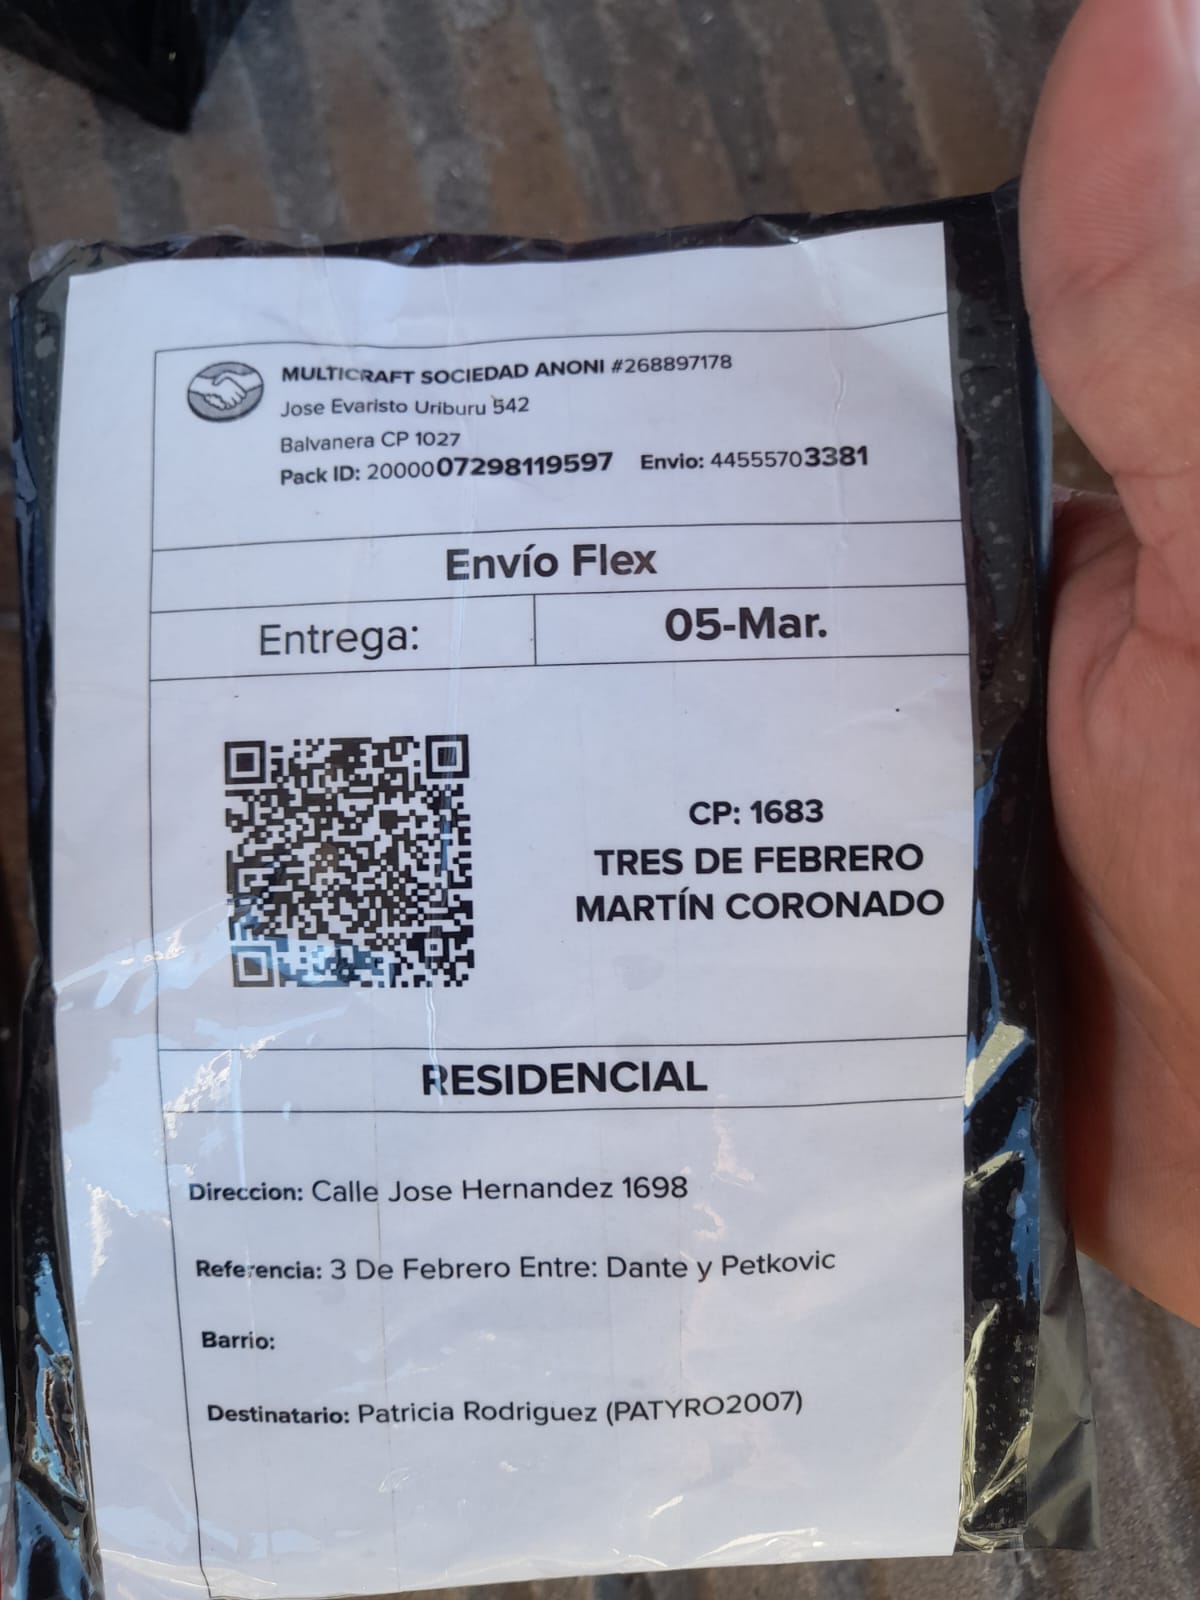 MULTICRAFT SOCIEDAD ANONI #268897178
Jose Evaristo Uriburu 542
Balvanera CP 1027
Pack ID: 2000007298119597 Envio: 44555703381
Envío Flex
Entrega: 05-Mar.
CP: 1683
TRES DE FEBRERO
MARTÍN CORONADO
RESIDENCIAL
Direccion: Calle Jose Hernandez 1698
Referencia: 3 De Febrero Entre: Dante y Petkovic
Barrio:
Destinatario: Patricia Rodriguez (PATYRO2007)